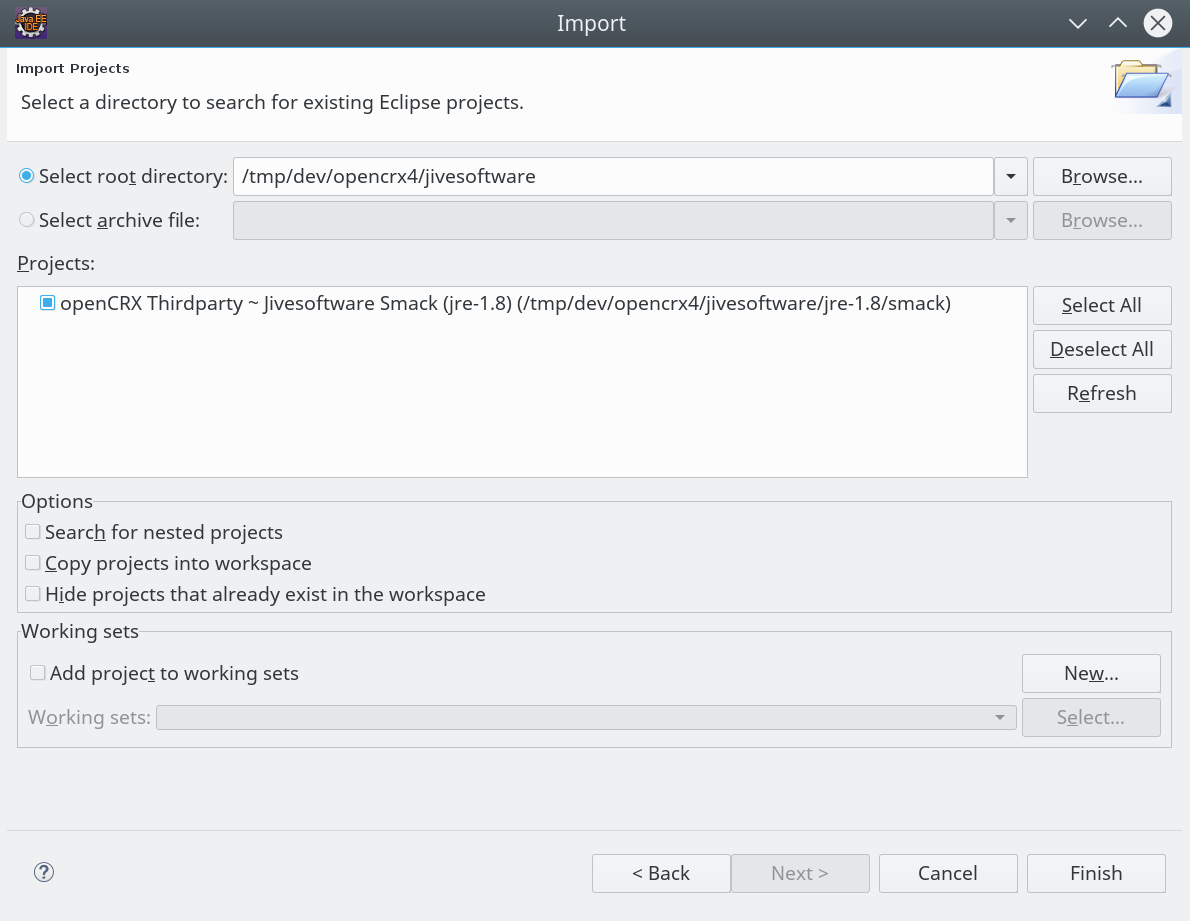 Java EE
IDE
Import
Import Projects
Select a directory to search for existing Eclipse projects.
Select root directory: /tmp/dev/opencrx4/jivesoftware Browse...
Select archive file: Browse...
Projects:
openCRX Thirdparty ~ Jivesoftware Smack (jre-1.8) (/tmp/dev/opencrx4/jivesoftware/jre-1.8/smack)
Select All
Deselect All
Refresh
Options
Search for nested projects
Copy projects into workspace
Hide projects that already exist in the workspace
Working sets
Add project to working sets New...
Working sets: Select...
? < Back Next > Cancel Finish